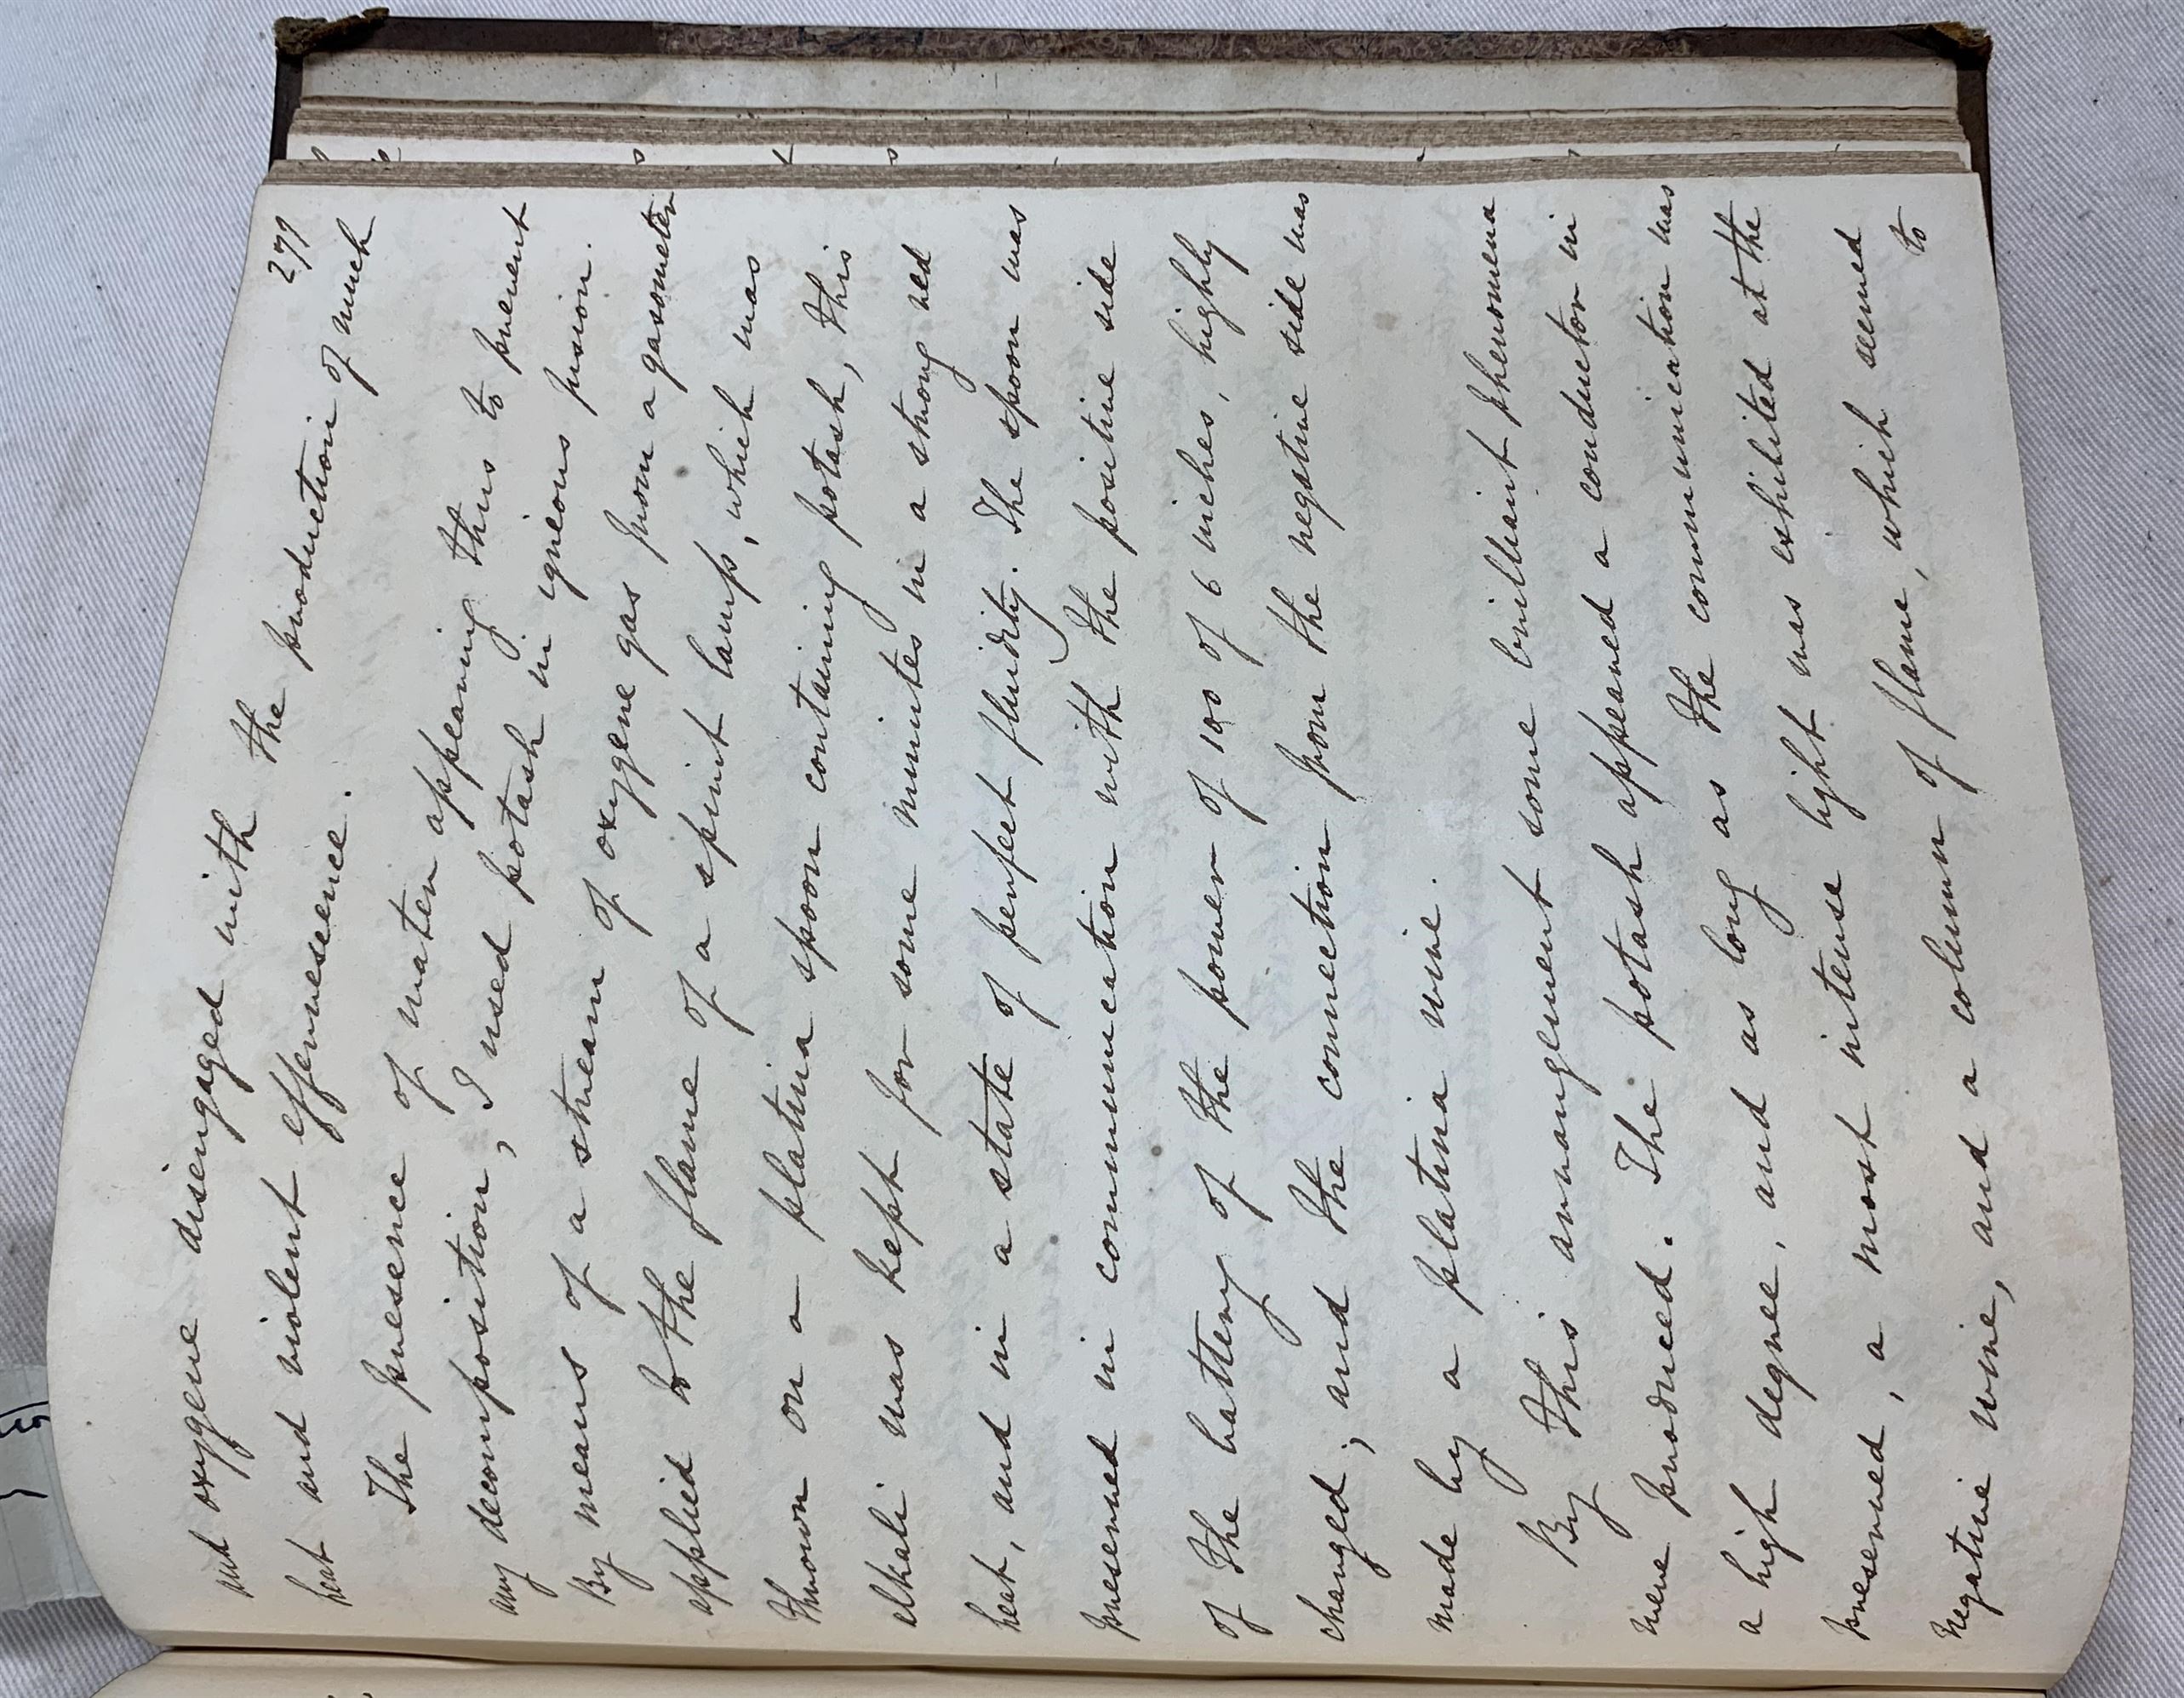 277
and oxygene disengaged with the production of much
heat and violent effervescence.
The presence of water appearing thus to prevent
any decomposition, I used potash in igneous fusion.
By means of a stream of oxygene gas from a gasometer
applied to the flame of a spirit lamp, which was
thrown on a platina spoon containing potash, this
alkali was kept for some minutes in a strong red
heat, and in a state of perfect fluidity. The spoon was
preserved in communication with the positive side
of the battery of the power of 100 of 6 inches, highly
changed; and the connection from the negative side was
made by a platina wire.
By this arrangement some brilliant phenomena
were produced. The potash appeared a conductor in
a high degree, and as long as the communication was
preserved, a most intense light was exhibited at the
negative wire, and a column of flame, which seemed
to